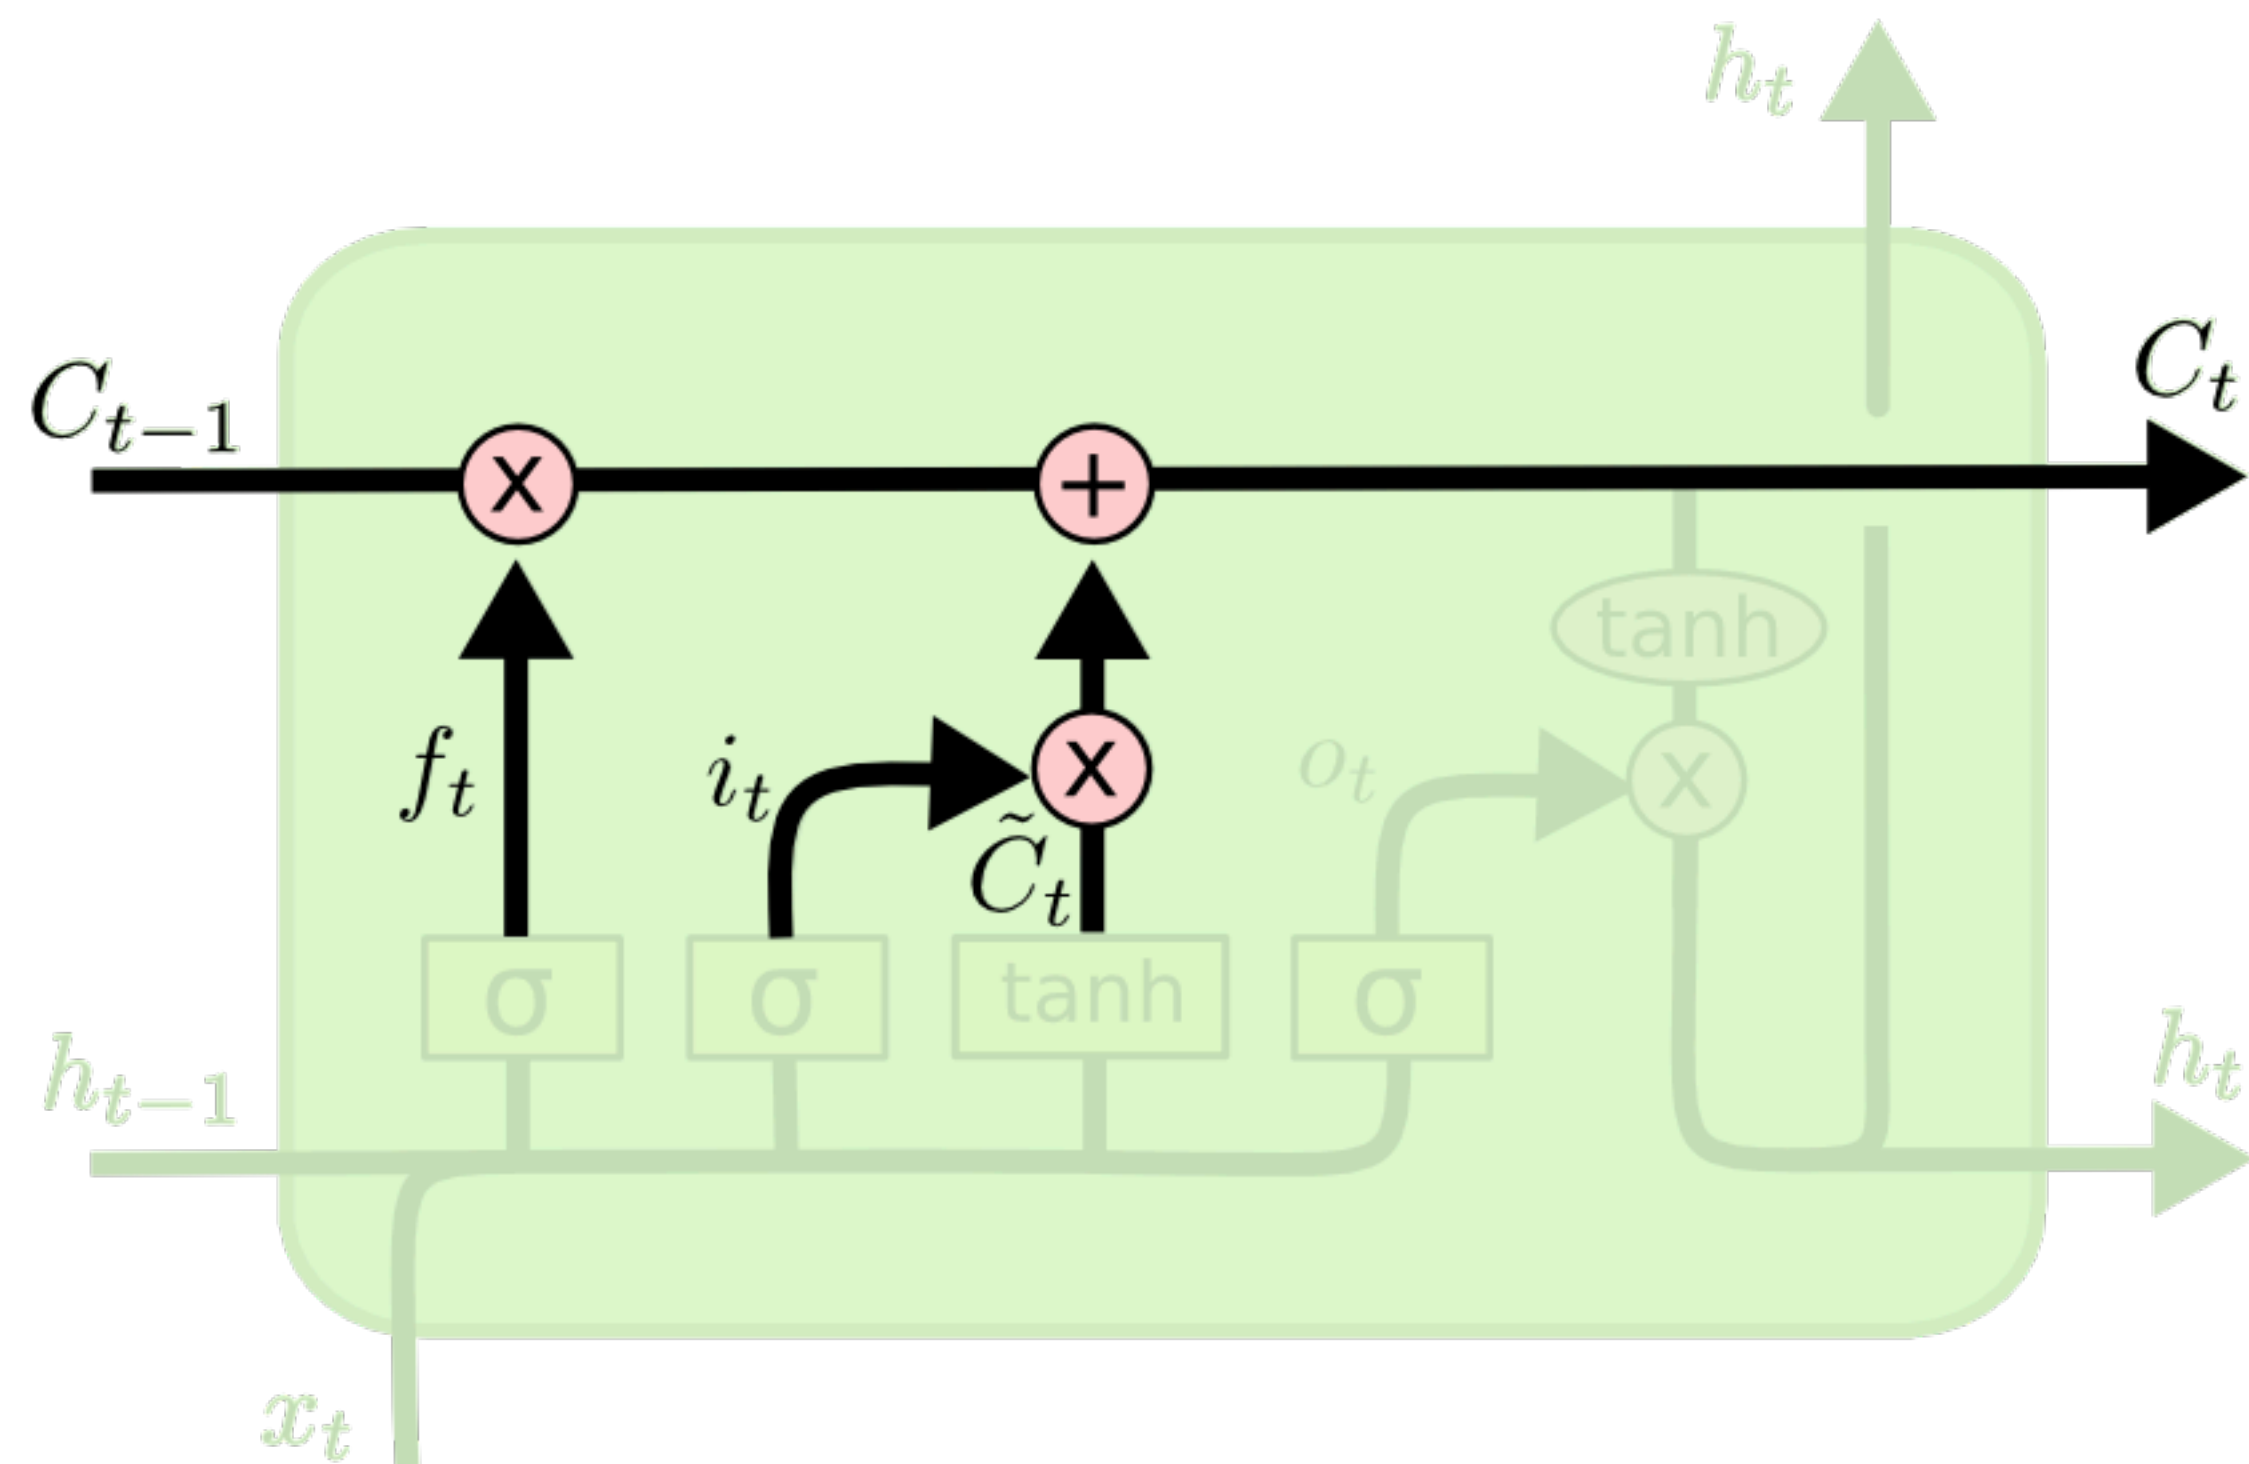 h_t
C_{t-1}
C_t
x
+
tanh
f_t
i_t
x
o_t
x
C̃_t
σ
σ
tanh
σ
h_{t-1}
h_t
x_t